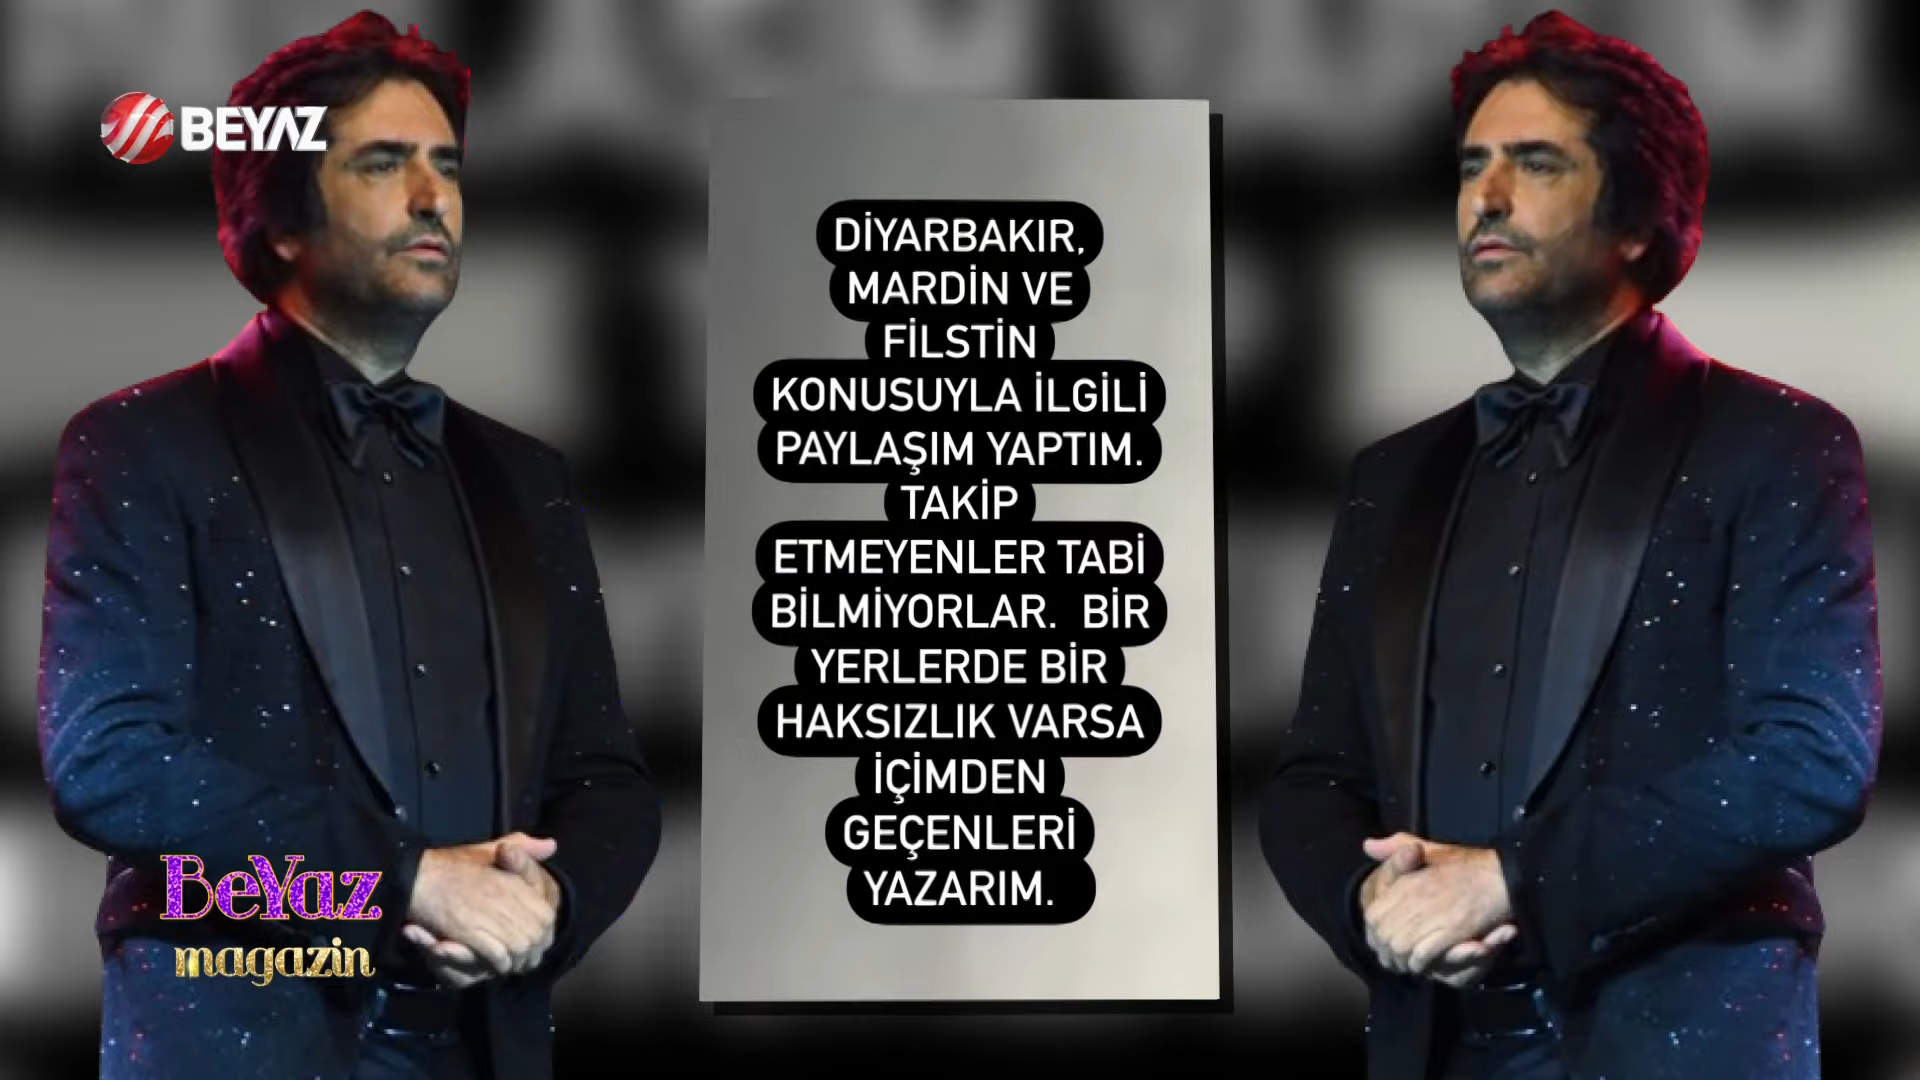 BEYAZ
DİYARBAKIR,
MARDİN VE
FİLSTİN
KONUSUYLA İLGİLİ
PAYLAŞIM YAPTIM.
TAKİP
ETMEYENLER TABİ
BİLMİYORLAR. BİR
YERLERDE BİR
HAKSIZLIK VARSA
İÇİMDEN
GEÇENLERİ
YAZARIM.
BeYaz
magazin